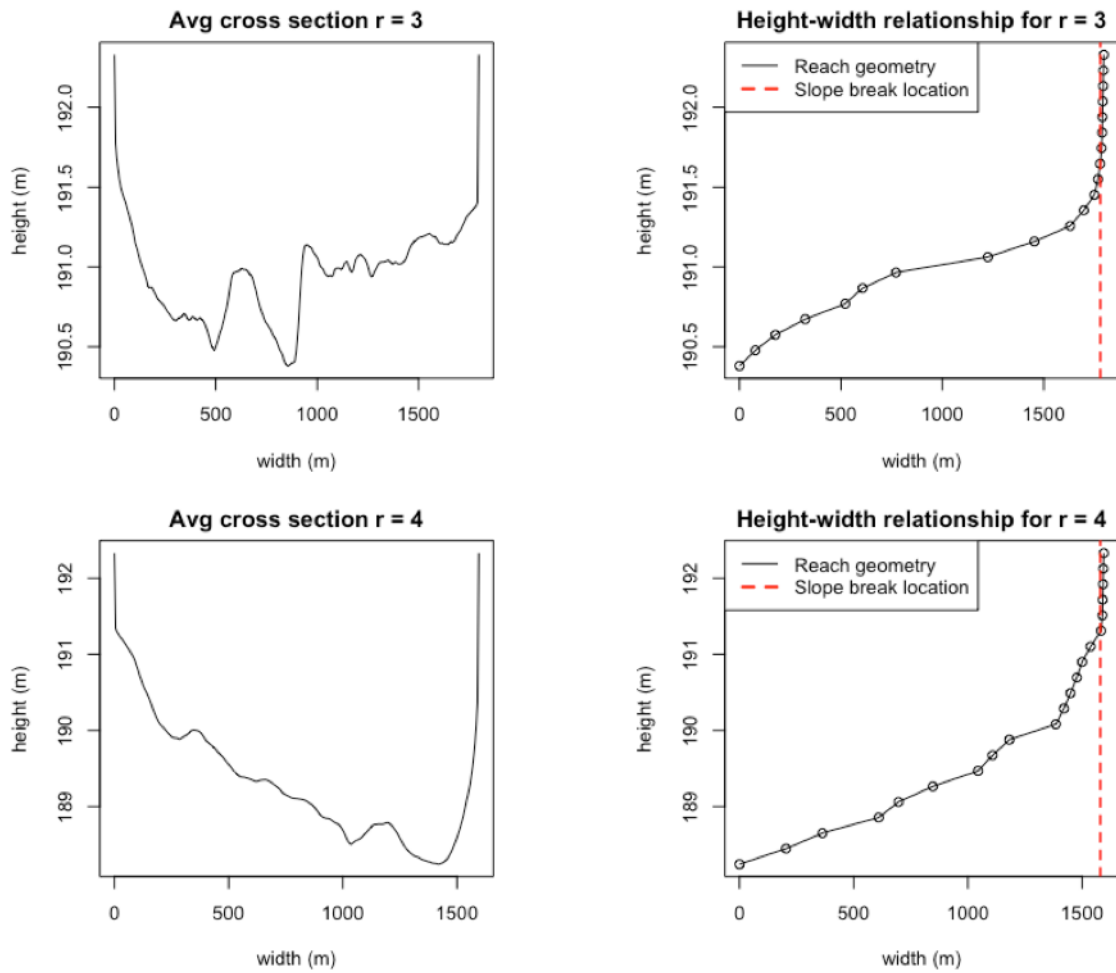 Avg cross section r = 3
height (m)
192.0
191.5
191.0
190.5
0 500 1000 1500
width (m)
Height-width relationship for r = 3
Reach geometry
Slope break location
height (m)
192.0
191.5
191.0
190.5
0 500 1000 1500
width (m)
Avg cross section r = 4
height (m)
192
191
190
189
0 500 1000 1500
width (m)
Height-width relationship for r = 4
Reach geometry
Slope break location
height (m)
192
191
190
189
0 500 1000 1500
width (m)